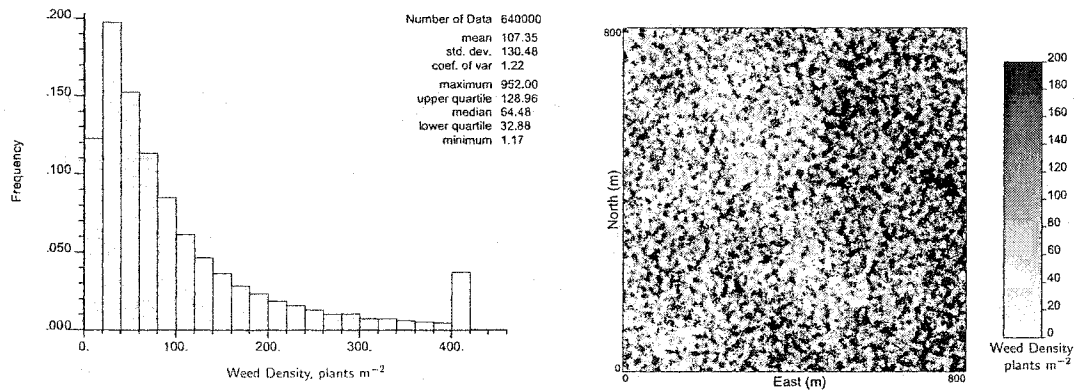 Number of Data 640000
mean 107.35
std. dev. 130.48
coef. of var 1.22
maximum 952.00
upper quartile 128.96
median 64.48
lower quartile 32.88
minimum 1.17
Frequency
.200
.150
.100
.050
.000
0. 100. 200. 300. 400.
Weed Density, plants m⁻²
800
North (m)
0
0 East (m) 800
200
180
160
140
120
100
80
60
40
20
0
Weed Density
plants m⁻²